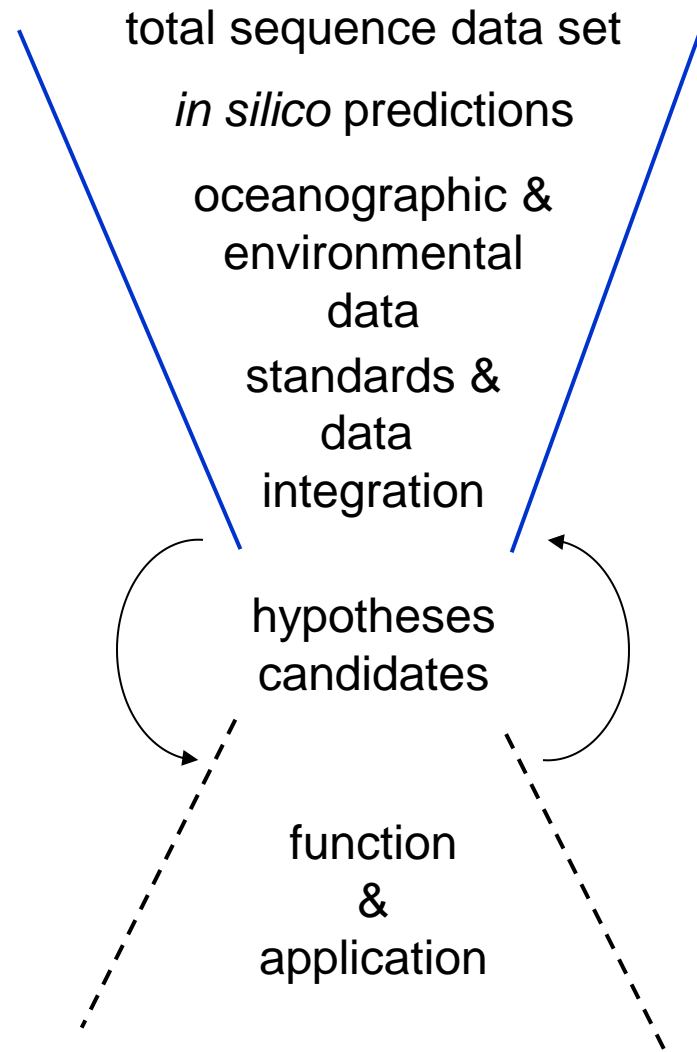 total sequence data set
in silico predictions
oceanographic &
environmental
data
standards &
data
integration
hypotheses
candidates
function
&
application